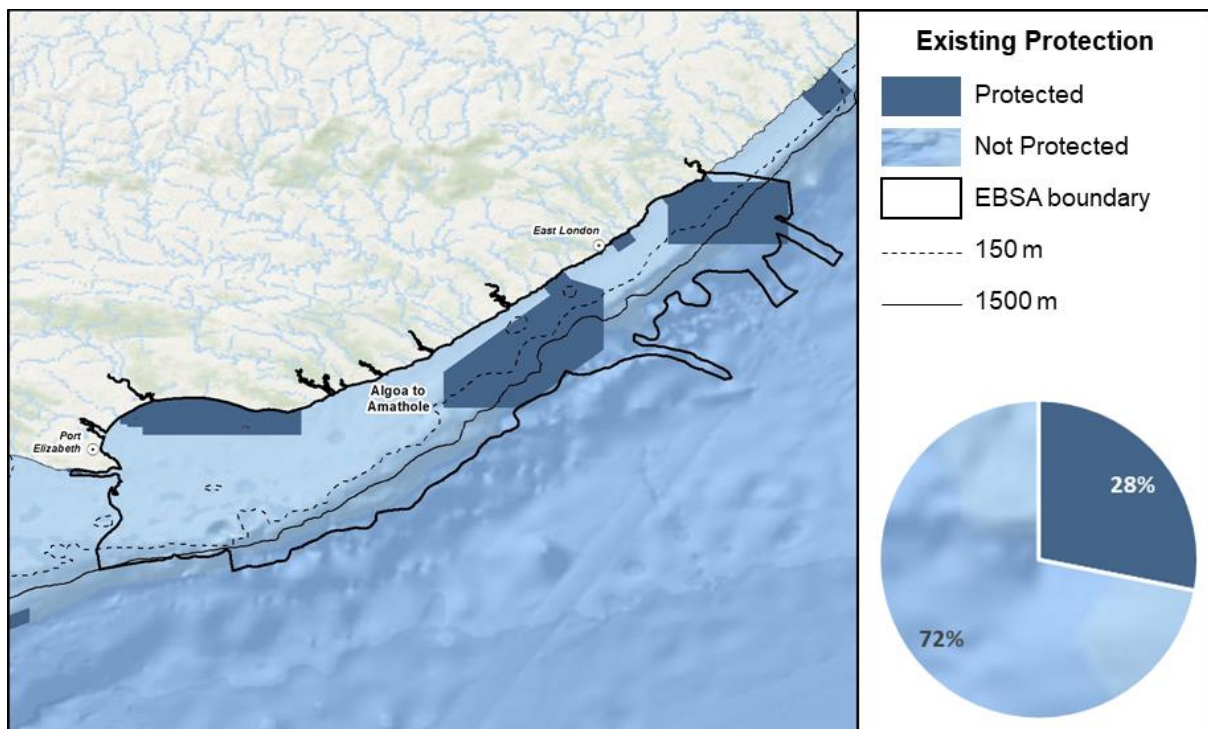 East London
Algoa to
Amathole
Port
Elizabeth
Existing Protection
Protected
Not Protected
EBSA boundary
150 m
1500 m
28%
72%